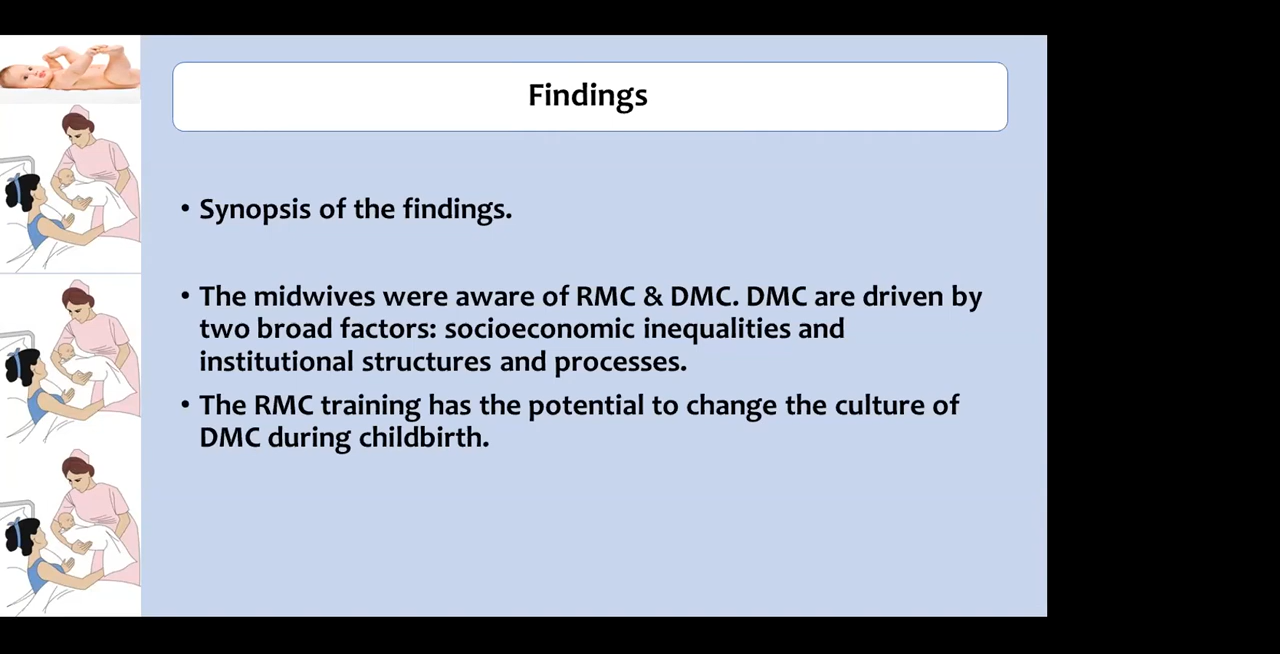 Findings
• Synopsis of the findings.
• The midwives were aware of RMC & DMC. DMC are driven by
two broad factors: socioeconomic inequalities and
institutional structures and processes.
• The RMC training has the potential to change the culture of
DMC during childbirth.